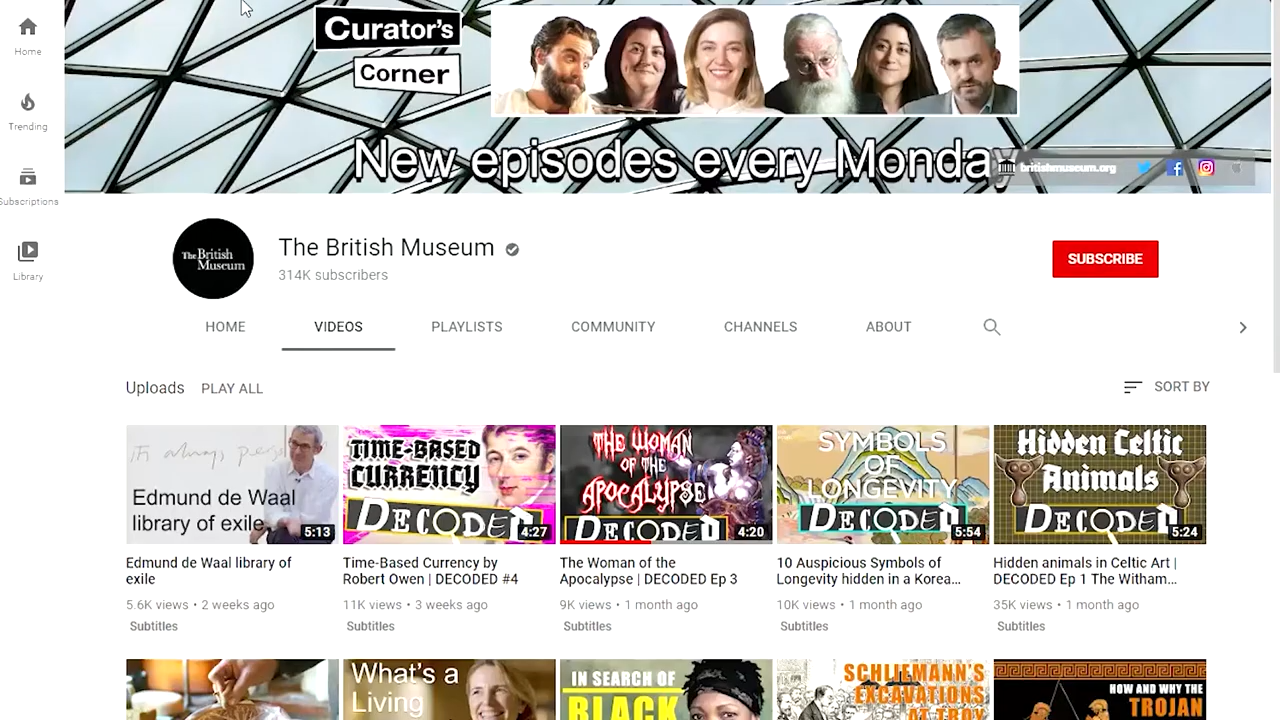 Curator's
Corner
New episodes every Monday
britishmuseum.org
Home
Trending
Subscriptions
Library
The British Museum
The British Museum
314K subscribers
SUBSCRIBE
HOME
VIDEOS
PLAYLISTS
COMMUNITY
CHANNELS
ABOUT
Uploads
PLAY ALL
SORT BY
Edmund de Waal
library of exile
5:13
Edmund de Waal library of
exile
5.6K views • 2 weeks ago
Subtitles
TIME-BASED
CURRENCY
DECODED
4:27
Time-Based Currency by
Robert Owen | DECODED #4
11K views • 3 weeks ago
Subtitles
THE WOMAN
OF THE
APOCALYPSE
DECODED
4:20
The Woman of the
Apocalypse | DECODED Ep 3
9K views • 1 month ago
Subtitles
SYMBOLS
OF
LONGEVITY
DECODED
5:54
10 Auspicious Symbols of
Longevity hidden in a Korea...
10K views • 1 month ago
Subtitles
Hidden Celtic
Animals
DECODED
5:24
Hidden animals in Celtic Art |
DECODED Ep 1 The Witham...
35K views • 1 month ago
Subtitles
What's a
Living
IN SEARCH OF
BLACK
SCHLIEMANN'S
EXCAVATIONS
AT TROY
HOW AND WHY THE
TROJAN